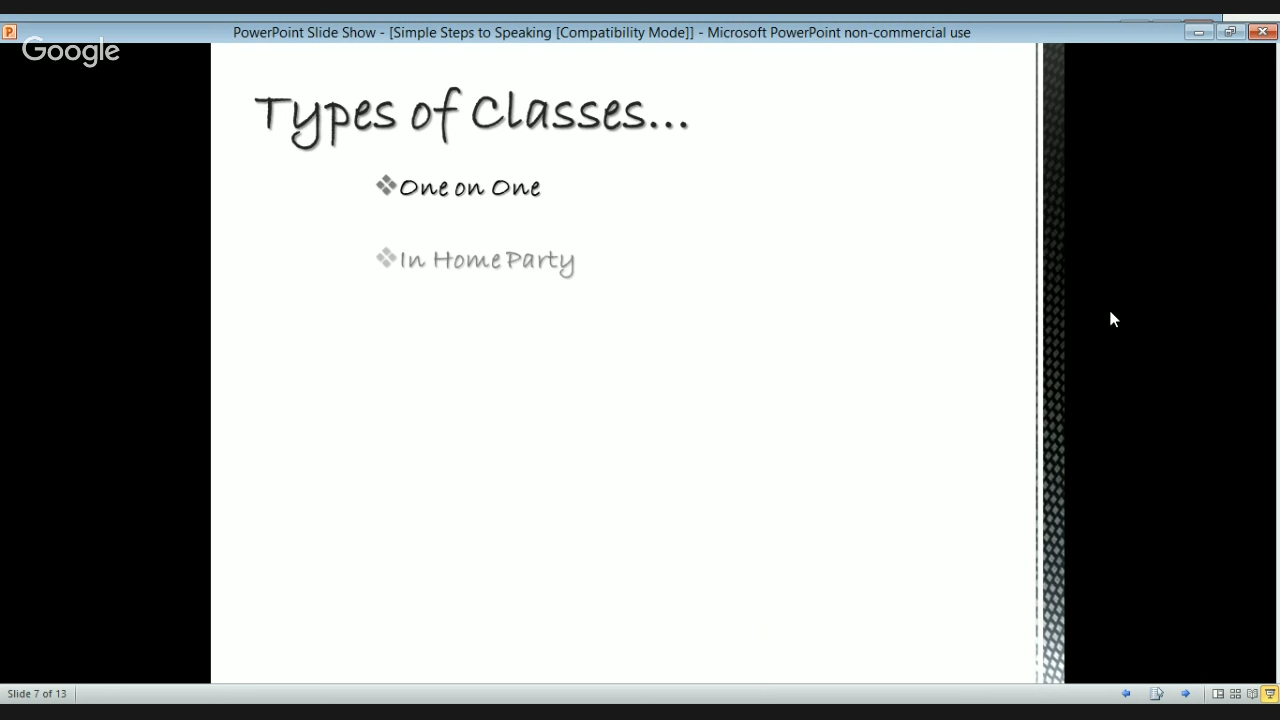 PowerPoint Slide Show - [Simple Steps to Speaking [Compatibility Mode]] - Microsoft PowerPoint non-commercial use
Google
Types of Classes...
One on One
In Home Party
Slide 7 of 13